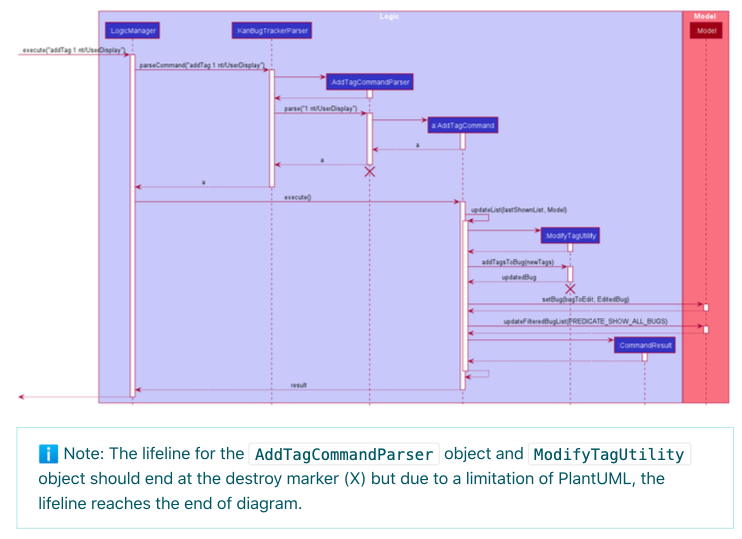 Logic
Model
:LogicManager
:KanBugTrackerParser
:Model
execute("addTag 1 nt/UserDisplay")
parseCommand("addTag 1 nt/UserDisplay")
:AddTagCommandParser
parse("1 nt/UserDisplay")
a:AddTagCommand
a
a
a
execute()
updateList(lastShownList, Model)
:ModifyTagUtility
addTagsToBug(newTags)
updatedBug
setBug(bugToEdit, EditedBug)
updateFilteredBugList(PREDICATE_SHOW_ALL_BUGS)
:CommandResult
result
Note: The lifeline for the AddTagCommandParser object and ModifyTagUtility
object should end at the destroy marker (X) but due to a limitation of PlantUML, the
lifeline reaches the end of diagram.